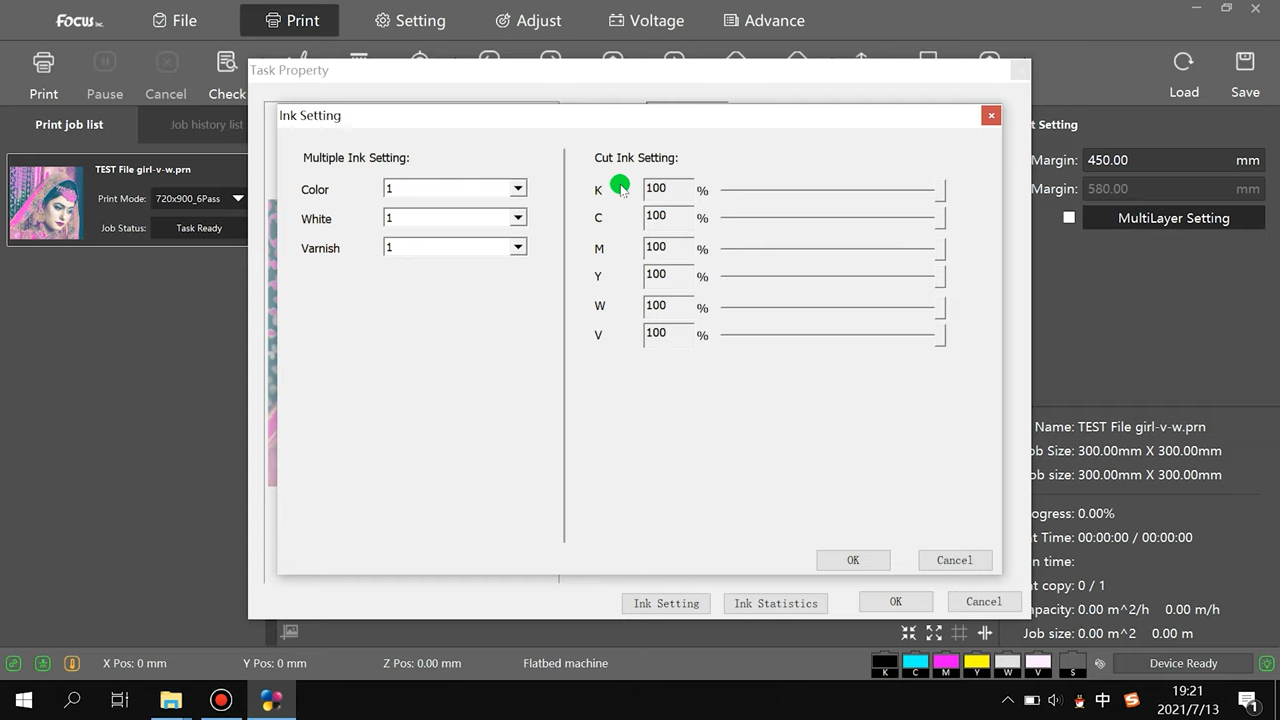 Focus Inc.
File
Print
Setting
Adjust
Voltage
Advance
Print
Pause
Cancel
Check
Load
Save
Task Property
Print job list
Job history list
TEST File girl-v-w.prn
Print Mode: 720x900_6Pass
Job Status: Task Ready
Ink Setting
Multiple Ink Setting:
Color 1
White 1
Varnish 1
Cut Ink Setting:
K 100 %
C 100 %
M 100 %
Y 100 %
W 100 %
V 100 %
OK Cancel
Ink Setting Ink Statistics OK Cancel
t Setting
Margin: 450.00 mm
Margin: 580.00 mm
MultiLayer Setting
Name: TEST File girl-v-w.prn
ob Size: 300.00mm X 300.00mm
ob size: 300.00mm X 300.00mm
ogress: 0.00%
t Time: 00:00:00 / 00:00:00
n time:
nt copy: 0 / 1
apacity: 0.00 m^2/h 0.00 m/h
Job size: 0.00 m^2 0.00 m
X Pos: 0 mm Y Pos: 0 mm Z Pos: 0.00 mm Flatbed machine
K C M Y W V S
Device Ready
中
19:21
2021/7/13
1